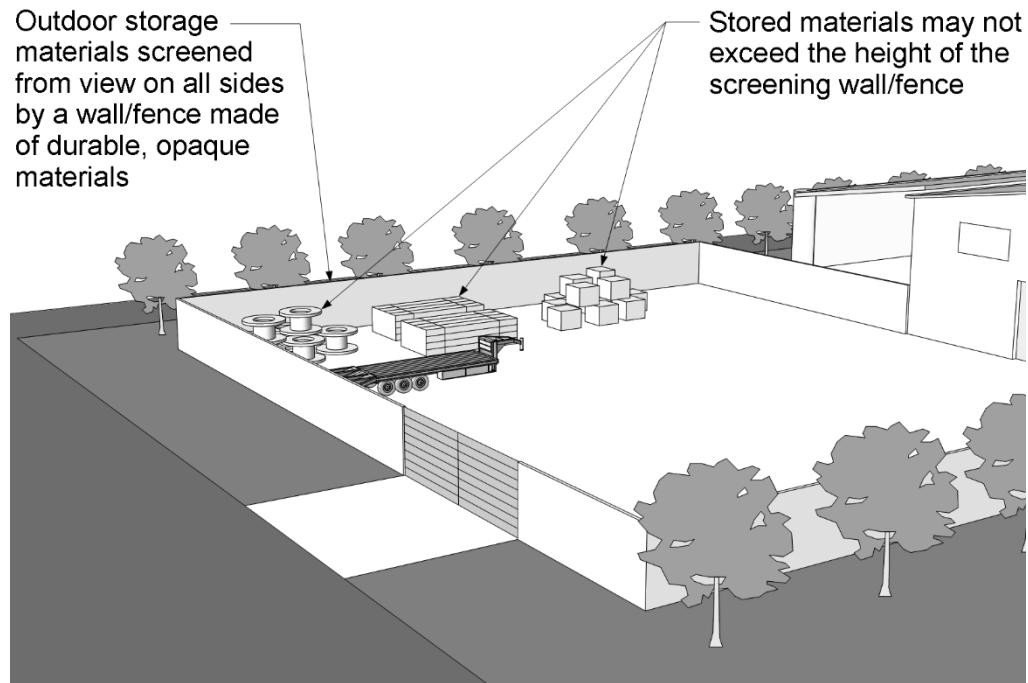 Outdoor storage
materials screened
from view on all sides
by a wall/fence made
of durable, opaque
materials
Stored materials may not
exceed the height of the
screening wall/fence